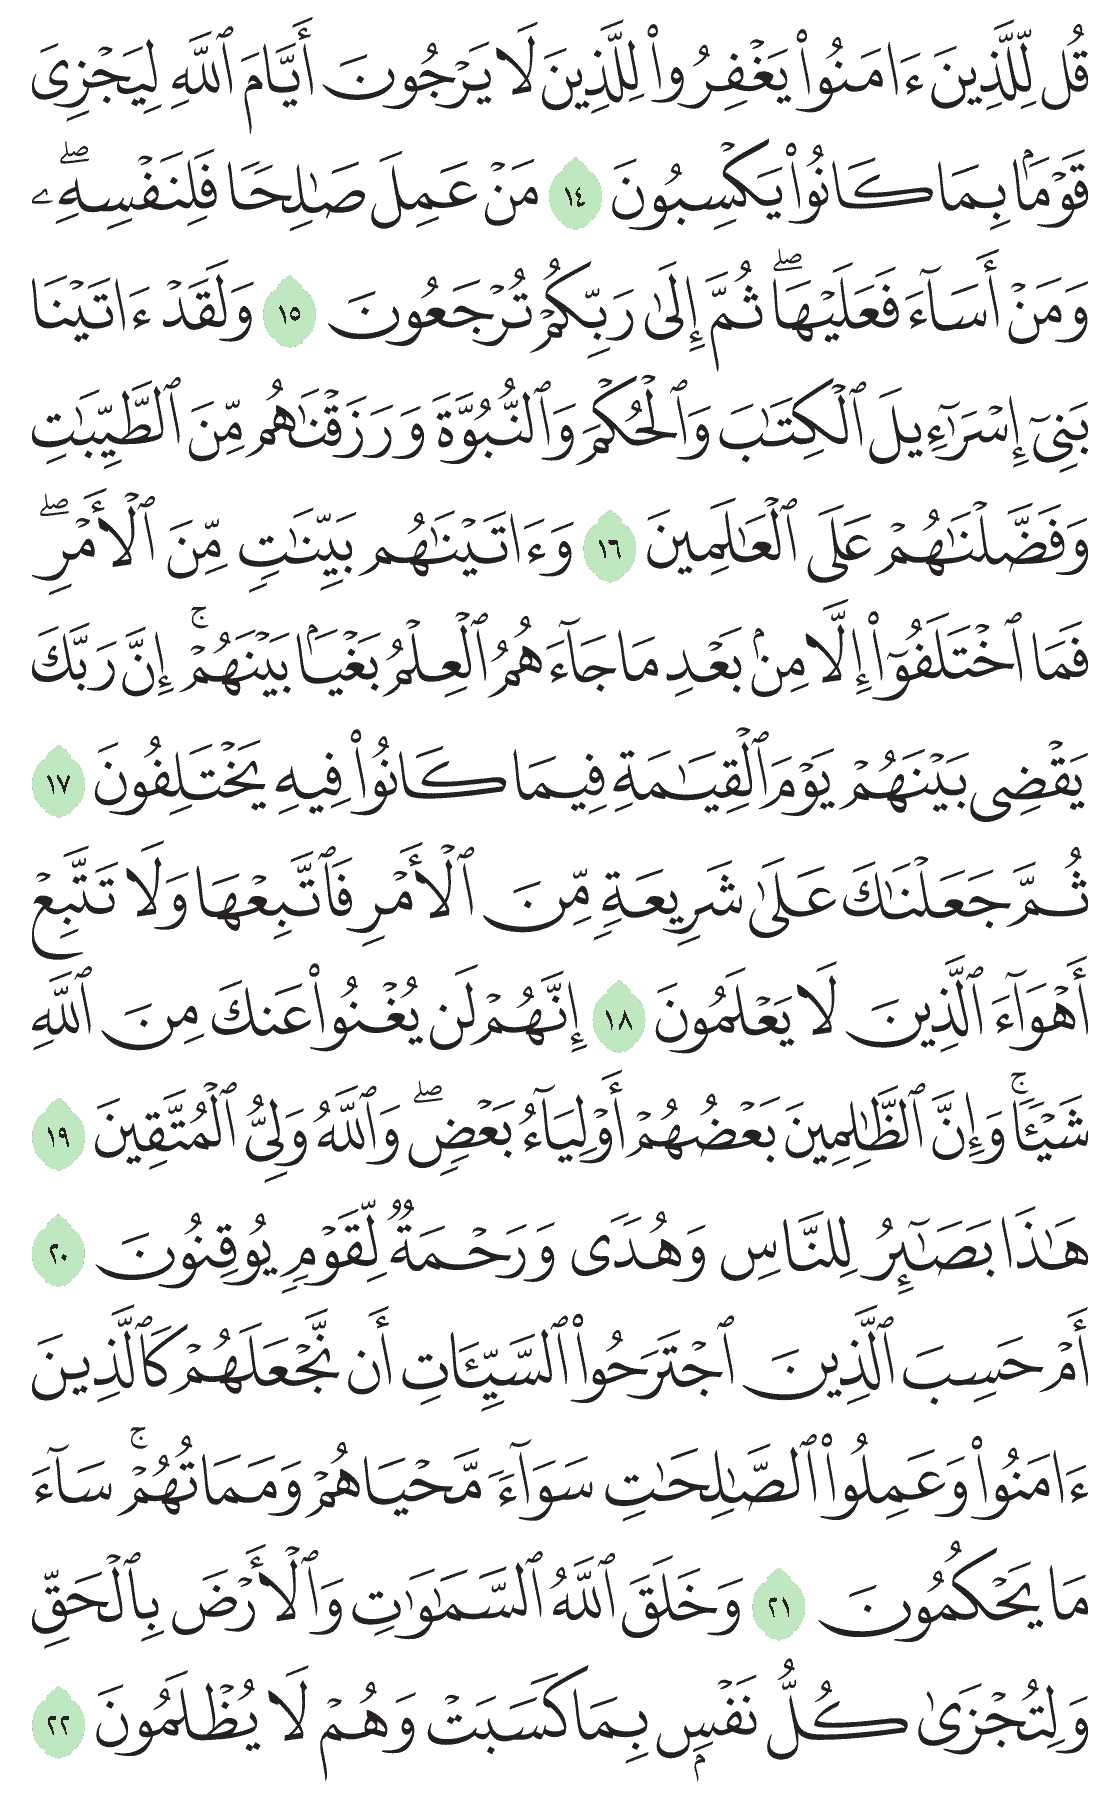 قُل لِّلَّذِينَ ءَامَنُوا۟ يَغْفِرُوا۟ لِلَّذِينَ لَا يَرْجُونَ أَيَّامَ ٱللَّهِ لِيَجْزِىَ
قَوْمًۢا بِمَا كَانُوا۟ يَكْسِبُونَ ١٤ مَنْ عَمِلَ صَـٰلِحًا فَلِنَفْسِهِۦ ۖ
وَمَنْ أَسَآءَ فَعَلَيْهَا ۖ ثُمَّ إِلَىٰ رَبِّكُمْ تُرْجَعُونَ ١٥ وَلَقَدْ ءَاتَيْنَا
بَنِىٓ إِسْرَٰٓءِيلَ ٱلْكِتَـٰبَ وَٱلْحُكْمَ وَٱلنُّبُوَّةَ وَرَزَقْنَـٰهُم مِّنَ ٱلطَّيِّبَـٰتِ
وَفَضَّلْنَـٰهُمْ عَلَى ٱلْعَـٰلَمِينَ ١٦ وَءَاتَيْنَـٰهُم بَيِّنَـٰتٍ مِّنَ ٱلْأَمْرِ ۖ
فَمَا ٱخْتَلَفُوٓا۟ إِلَّا مِنۢ بَعْدِ مَا جَآءَهُمُ ٱلْعِلْمُ بَغْيًۢا بَيْنَهُمْ ۚ إِنَّ رَبَّكَ
يَقْضِى بَيْنَهُمْ يَوْمَ ٱلْقِيَـٰمَةِ فِيمَا كَانُوا۟ فِيهِ يَخْتَلِفُونَ ١٧
ثُمَّ جَعَلْنَـٰكَ عَلَىٰ شَرِيعَةٍ مِّنَ ٱلْأَمْرِ فَٱتَّبِعْهَا وَلَا تَتَّبِعْ
أَهْوَآءَ ٱلَّذِينَ لَا يَعْلَمُونَ ١٨ إِنَّهُمْ لَن يُغْنُوا۟ عَنكَ مِنَ ٱللَّهِ
شَيْـًٔا ۚ وَإِنَّ ٱلظَّـٰلِمِينَ بَعْضُهُمْ أَوْلِيَآءُ بَعْضٍ ۖ وَٱللَّهُ وَلِىُّ ٱلْمُتَّقِينَ ١٩
هَـٰذَا بَصَـٰٓئِرُ لِلنَّاسِ وَهُدًى وَرَحْمَةٌ لِّقَوْمٍ يُوقِنُونَ ٢٠
أَمْ حَسِبَ ٱلَّذِينَ ٱجْتَرَحُوا۟ ٱلسَّيِّـَٔاتِ أَن نَّجْعَلَهُمْ كَٱلَّذِينَ
ءَامَنُوا۟ وَعَمِلُوا۟ ٱلصَّـٰلِحَـٰتِ سَوَآءً مَّحْيَاهُمْ وَمَمَاتُهُمْ ۚ سَآءَ
مَا يَحْكُمُونَ ٢١ وَخَلَقَ ٱللَّهُ ٱلسَّمَـٰوَٰتِ وَٱلْأَرْضَ بِٱلْحَقِّ
وَلِتُجْزَىٰ كُلُّ نَفْسٍۭ بِمَا كَسَبَتْ وَهُمْ لَا يُظْلَمُونَ ٢٢